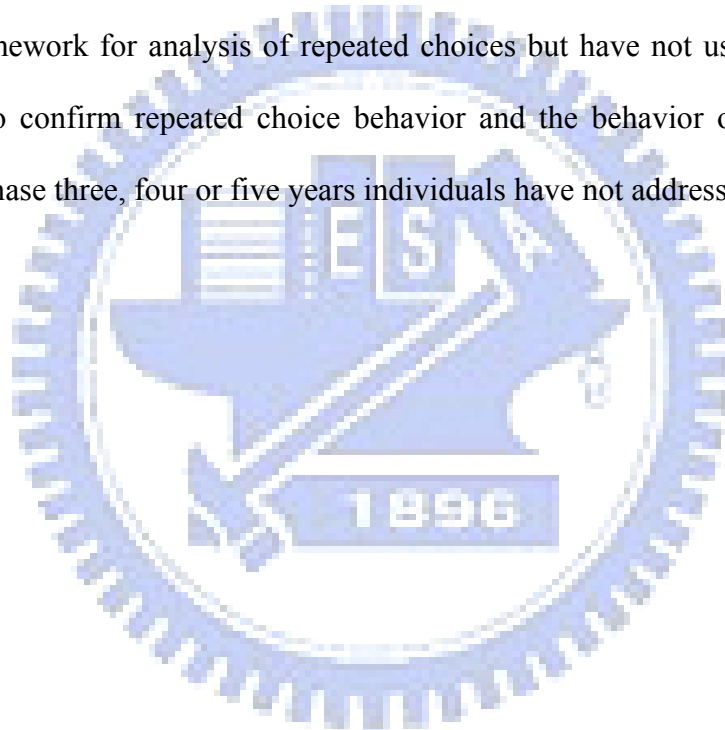 nework for analysis of repeated choices but have not us
o confirm repeated choice behavior and the behavior o
hase three, four or five years individuals have not address
E S A
1896